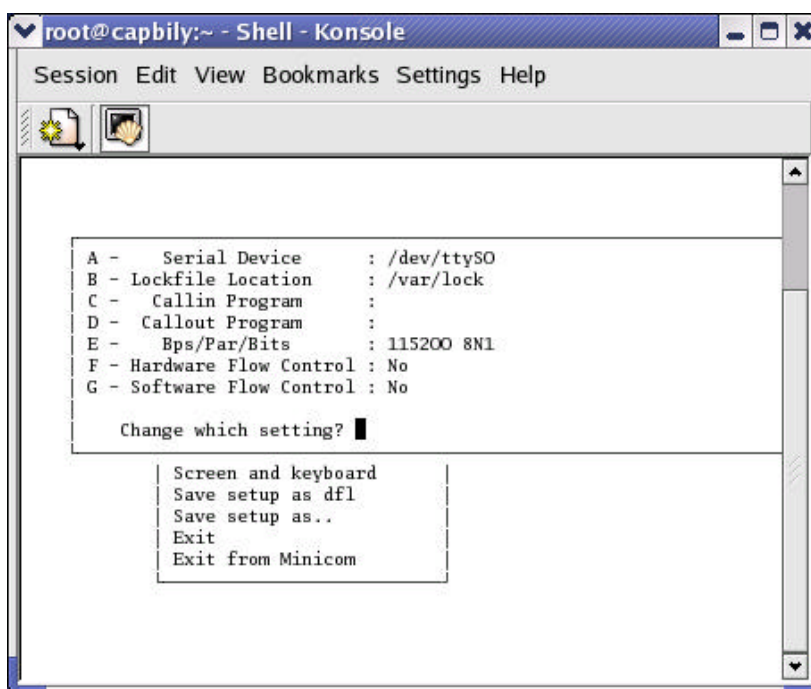 root@capbily:~ - Shell - Konsole
Session Edit View Bookmarks Settings Help
A - Serial Device : /dev/ttyS0
B - Lockfile Location : /var/lock
C - Callin Program :
D - Callout Program :
E - Bps/Par/Bits : 115200 8N1
F - Hardware Flow Control : No
G - Software Flow Control : No
Change which setting?
Screen and keyboard
Save setup as dfl
Save setup as..
Exit
Exit from Minicom